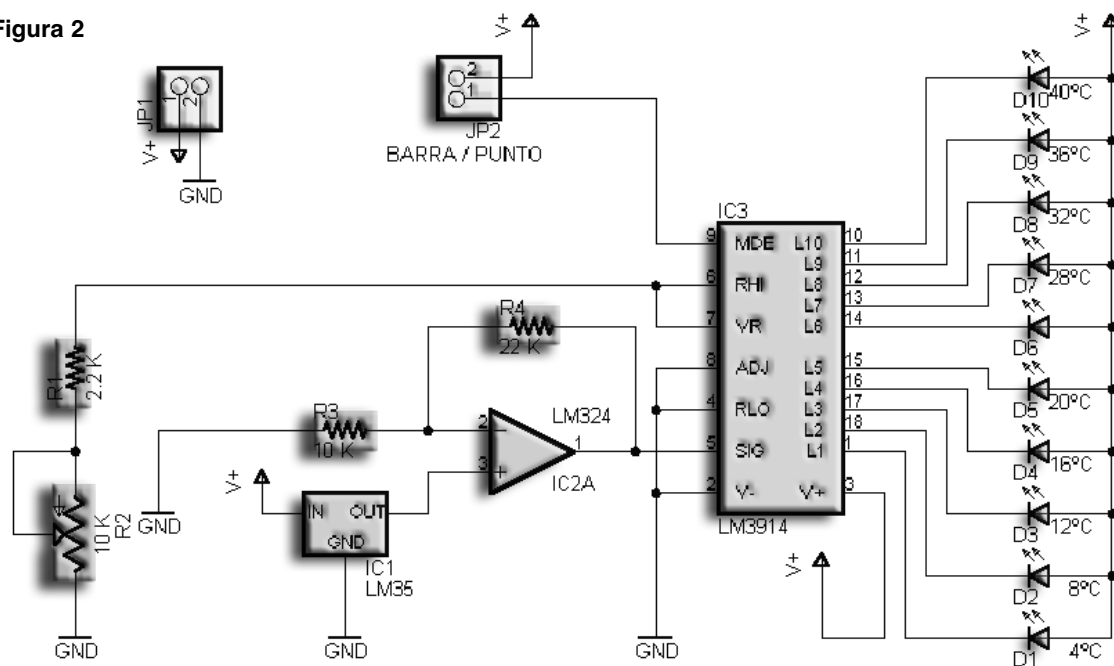 Figura 2
V+
V+
2
1
JP2
BARRA / PUNTO
JP1
1
2
V+
GND
D10
40ºC
D9
36ºC
D8
32ºC
D7
28ºC
D6
D5
20ºC
D4
16ºC
D3
12ºC
D2
8ºC
D1
4ºC
IC3
9
MDE
L10
10
L9
11
6
RHI
L8
12
L7
13
7
VR
L6
14
8
ADJ
L5
15
L4
16
4
RLO
L3
17
L2
18
5
SIG
L1
1
2
V-
V+
3
LM3914
V+
R4
22 K
R1
2.2 K
R3
10 K
2
-
3
+
1
LM324
IC2A
V+
IN
OUT
GND
IC1
LM35
10 K
R2
GND
GND
GND
GND